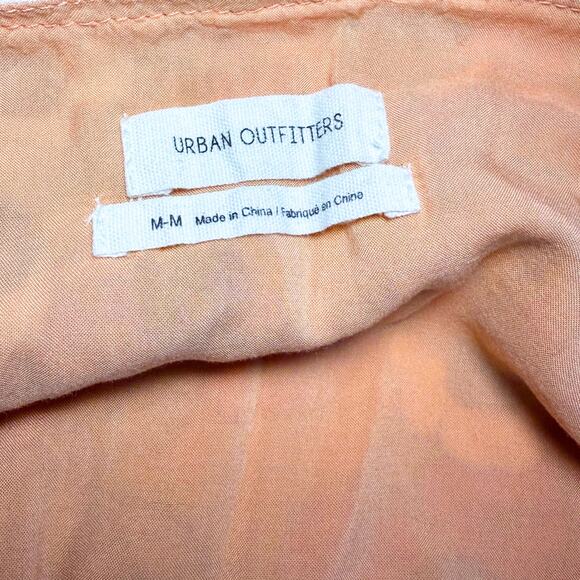 URBAN OUTFITTERS
M-M Made in China / Fabriqué en Chine